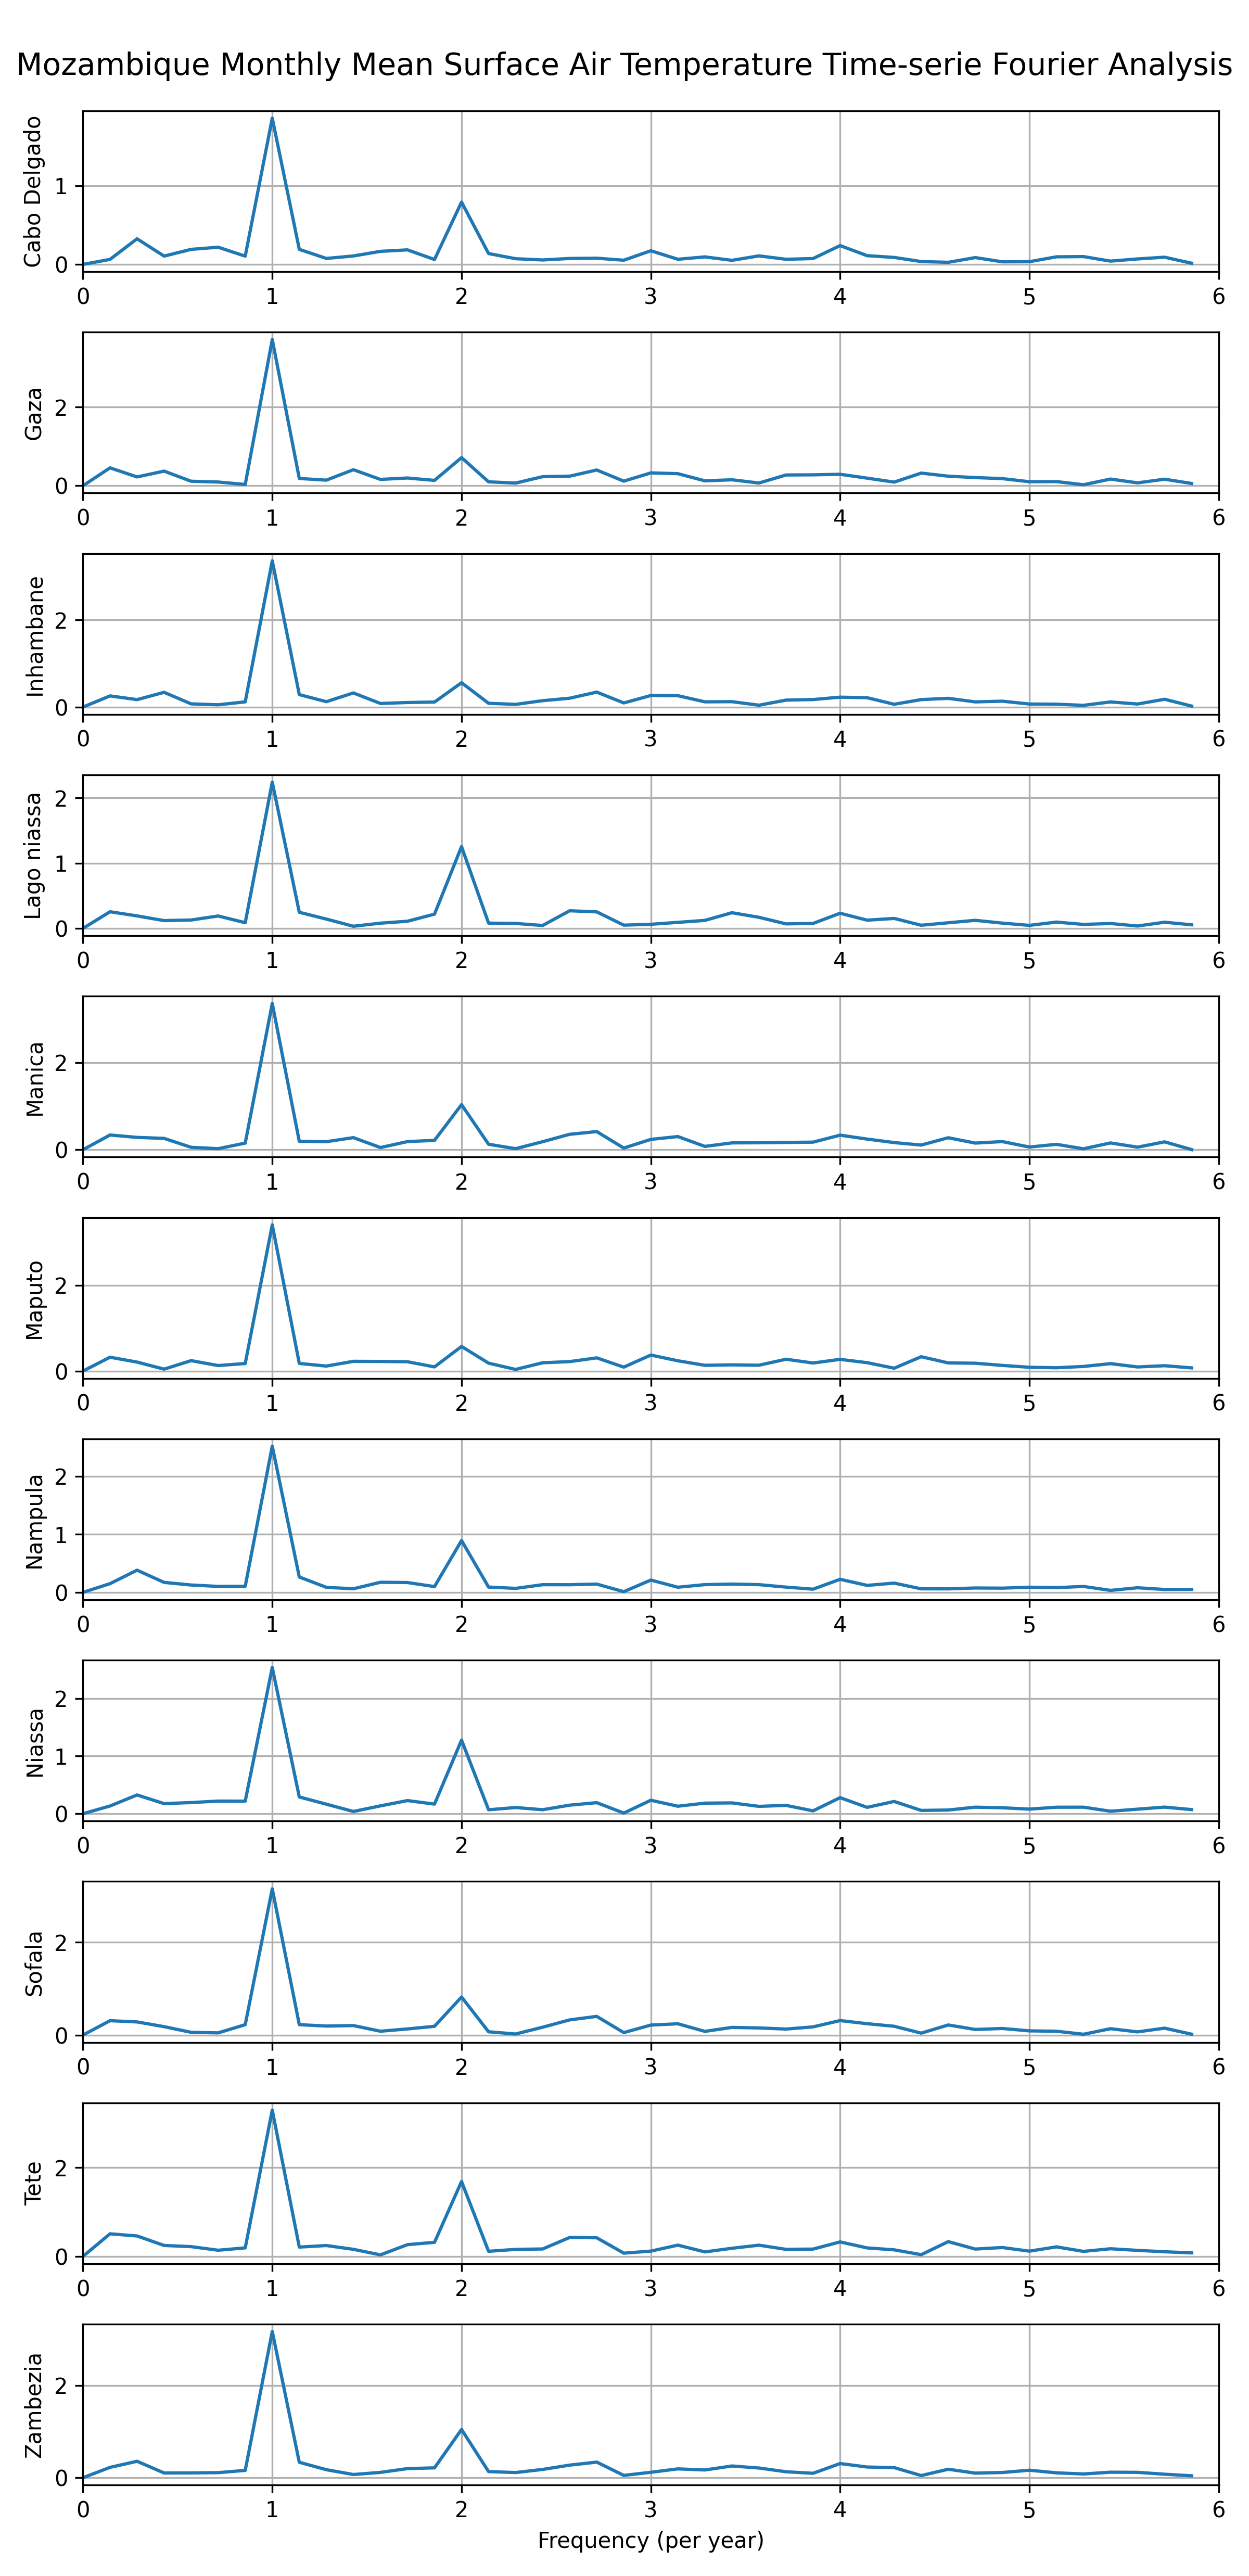 Mozambique Monthly Mean Surface Air Temperature Time-serie Fourier Analysis
Cabo Delgado
1
0
0 1 2 3 4 5 6
Gaza
2
0
0 1 2 3 4 5 6
Inhambane
2
0
0 1 2 3 4 5 6
Lago niassa
2
1
0
0 1 2 3 4 5 6
Manica
2
0
0 1 2 3 4 5 6
Maputo
2
0
0 1 2 3 4 5 6
Nampula
2
1
0
0 1 2 3 4 5 6
Niassa
2
1
0
0 1 2 3 4 5 6
Sofala
2
0
0 1 2 3 4 5 6
Tete
2
0
0 1 2 3 4 5 6
Zambezia
2
0
0 1 2 3 4 5 6
Frequency (per year)